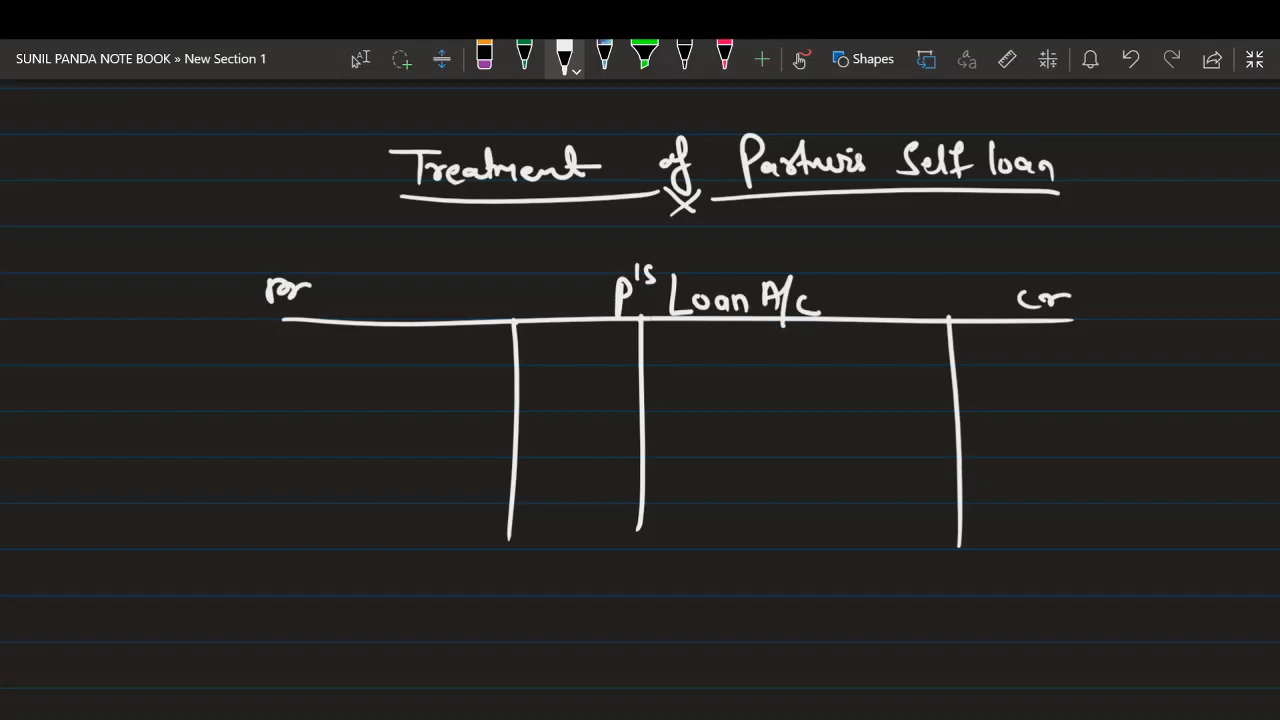 SUNIL PANDA NOTE BOOK » New Section 1
Shapes
Treatment of Partner's Self loan
Dr P's Loan A/c Cr